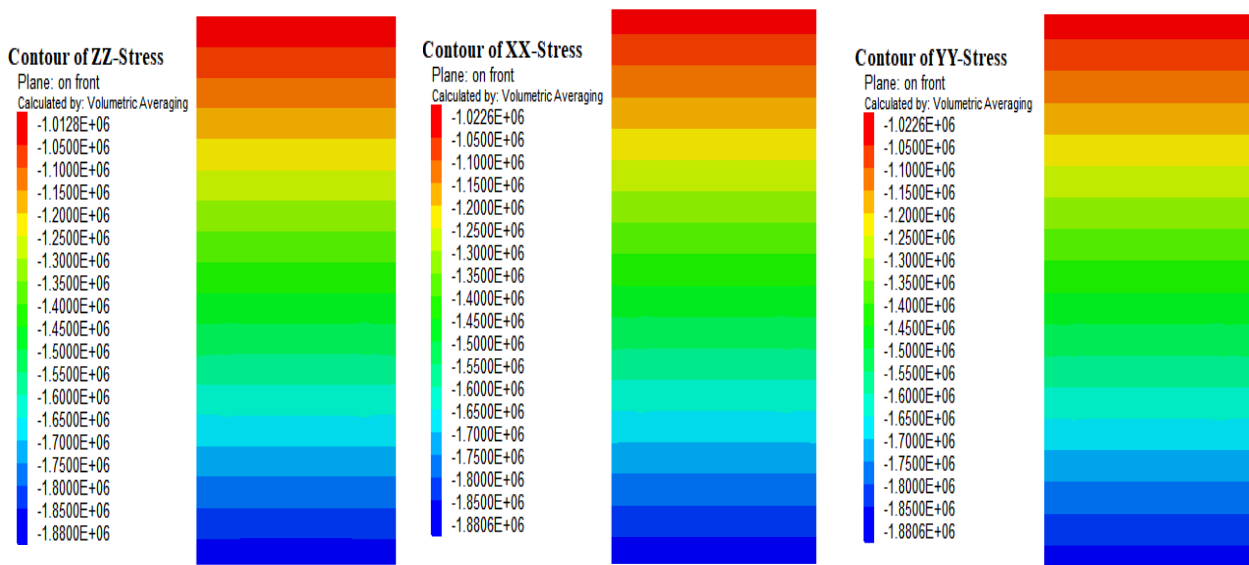 Contour of ZZ-Stress
Plane: on front
Calculated by: Volumetric Averaging
-1.0128E+06
-1.0500E+06
-1.1000E+06
-1.1500E+06
-1.2000E+06
-1.2500E+06
-1.3000E+06
-1.3500E+06
-1.4000E+06
-1.4500E+06
-1.5000E+06
-1.5500E+06
-1.6000E+06
-1.6500E+06
-1.7000E+06
-1.7500E+06
-1.8000E+06
-1.8500E+06
-1.8800E+06
Contour of XX-Stress
Plane: on front
Calculated by: Volumetric Averaging
-1.0226E+06
-1.0500E+06
-1.1000E+06
-1.1500E+06
-1.2000E+06
-1.2500E+06
-1.3000E+06
-1.3500E+06
-1.4000E+06
-1.4500E+06
-1.5000E+06
-1.5500E+06
-1.6000E+06
-1.6500E+06
-1.7000E+06
-1.7500E+06
-1.8000E+06
-1.8500E+06
-1.8806E+06
Contour of YY-Stress
Plane: on front
Calculated by: Volumetric Averaging
-1.0226E+06
-1.0500E+06
-1.1000E+06
-1.1500E+06
-1.2000E+06
-1.2500E+06
-1.3000E+06
-1.3500E+06
-1.4000E+06
-1.4500E+06
-1.5000E+06
-1.5500E+06
-1.6000E+06
-1.6500E+06
-1.7000E+06
-1.7500E+06
-1.8000E+06
-1.8500E+06
-1.8806E+06